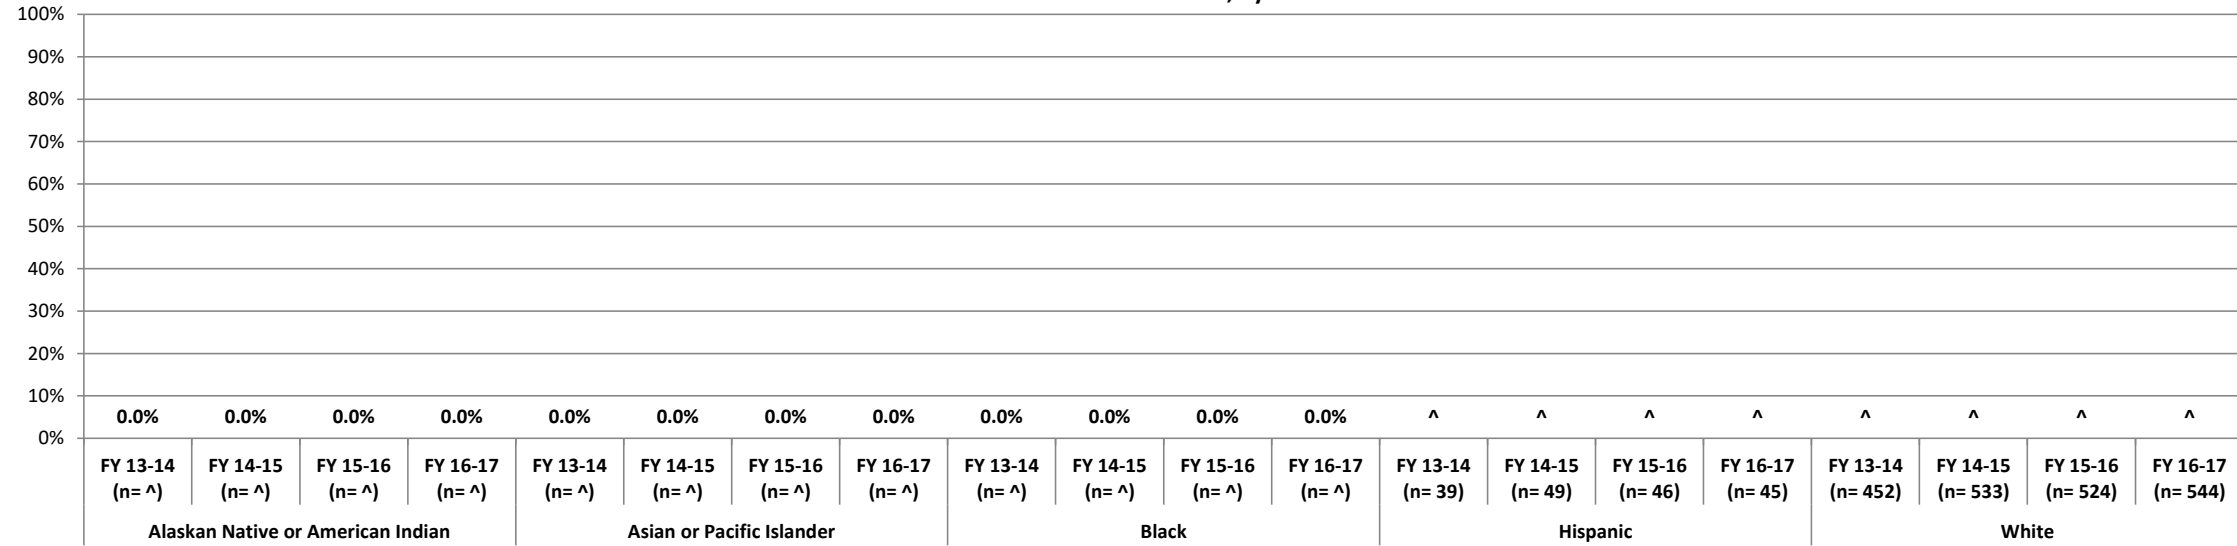 100%
90%
80%
70%
60%
50%
40%
30%
20%
10%
0%
0.0% 0.0% 0.0% 0.0% 0.0% 0.0% 0.0% 0.0% 0.0% 0.0% 0.0% 0.0% ^ ^ ^ ^ ^ ^ ^ ^
FY 13-14 FY 14-15 FY 15-16 FY 16-17 FY 13-14 FY 14-15 FY 15-16 FY 16-17 FY 13-14 FY 14-15 FY 15-16 FY 16-17 FY 13-14 FY 14-15 FY 15-16 FY 16-17 FY 13-14 FY 14-15 FY 15-16 FY 16-17
(n= ^) (n= ^) (n= ^) (n= ^) (n= ^) (n= ^) (n= ^) (n= ^) (n= ^) (n= ^) (n= ^) (n= ^) (n= 39) (n= 49) (n= 46) (n= 45) (n= 452) (n= 533) (n= 524) (n= 544)
Alaskan Native or American Indian Asian or Pacific Islander Black Hispanic White